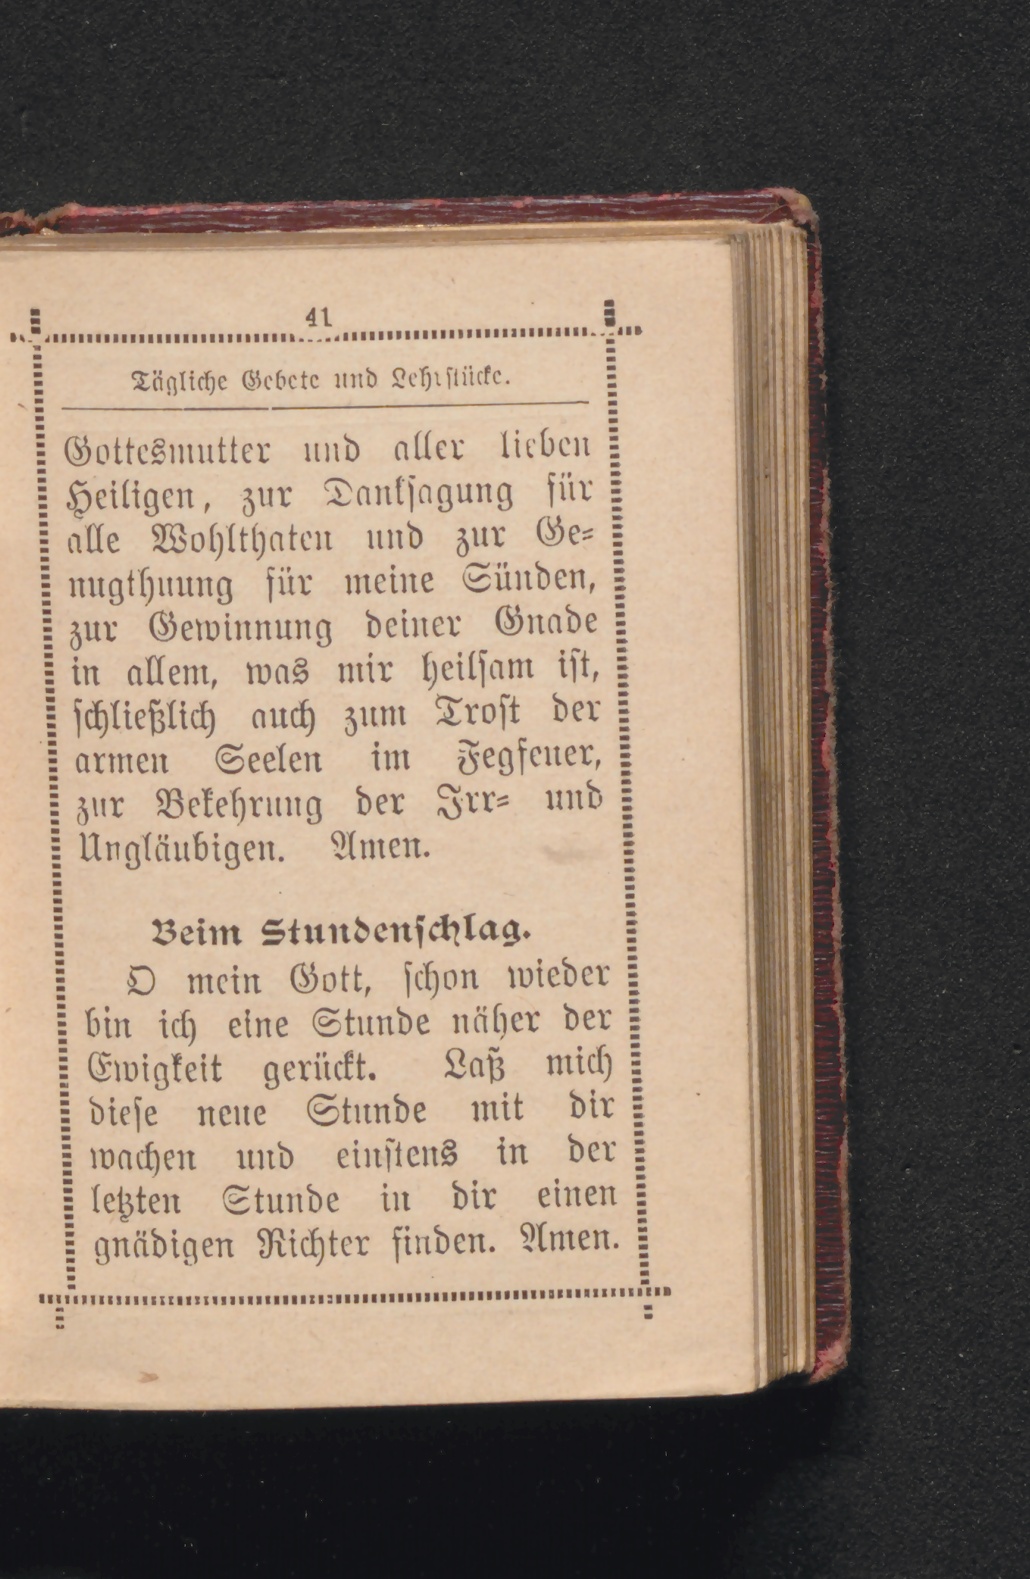 41
Tägliche Gebete und Lehrstücke.
Gottesmutter und aller lieben
Heiligen, zur Danksagung für
alle Wohlthaten und zur Ge-
nugthuung für meine Sünden,
zur Gewinnung deiner Gnade
in allem, was mir heilsam ist,
schließlich auch zum Trost der
armen Seelen im Fegfeuer,
zur Bekehrung der Irr- und
Ungläubigen. Amen.
Beim Stundenschlag.
O mein Gott, schon wieder
bin ich eine Stunde näher der
Ewigkeit gerückt. Laß mich
diese neue Stunde mit dir
wachen und einstens in der
letzten Stunde in dir einen
gnädigen Richter finden. Amen.